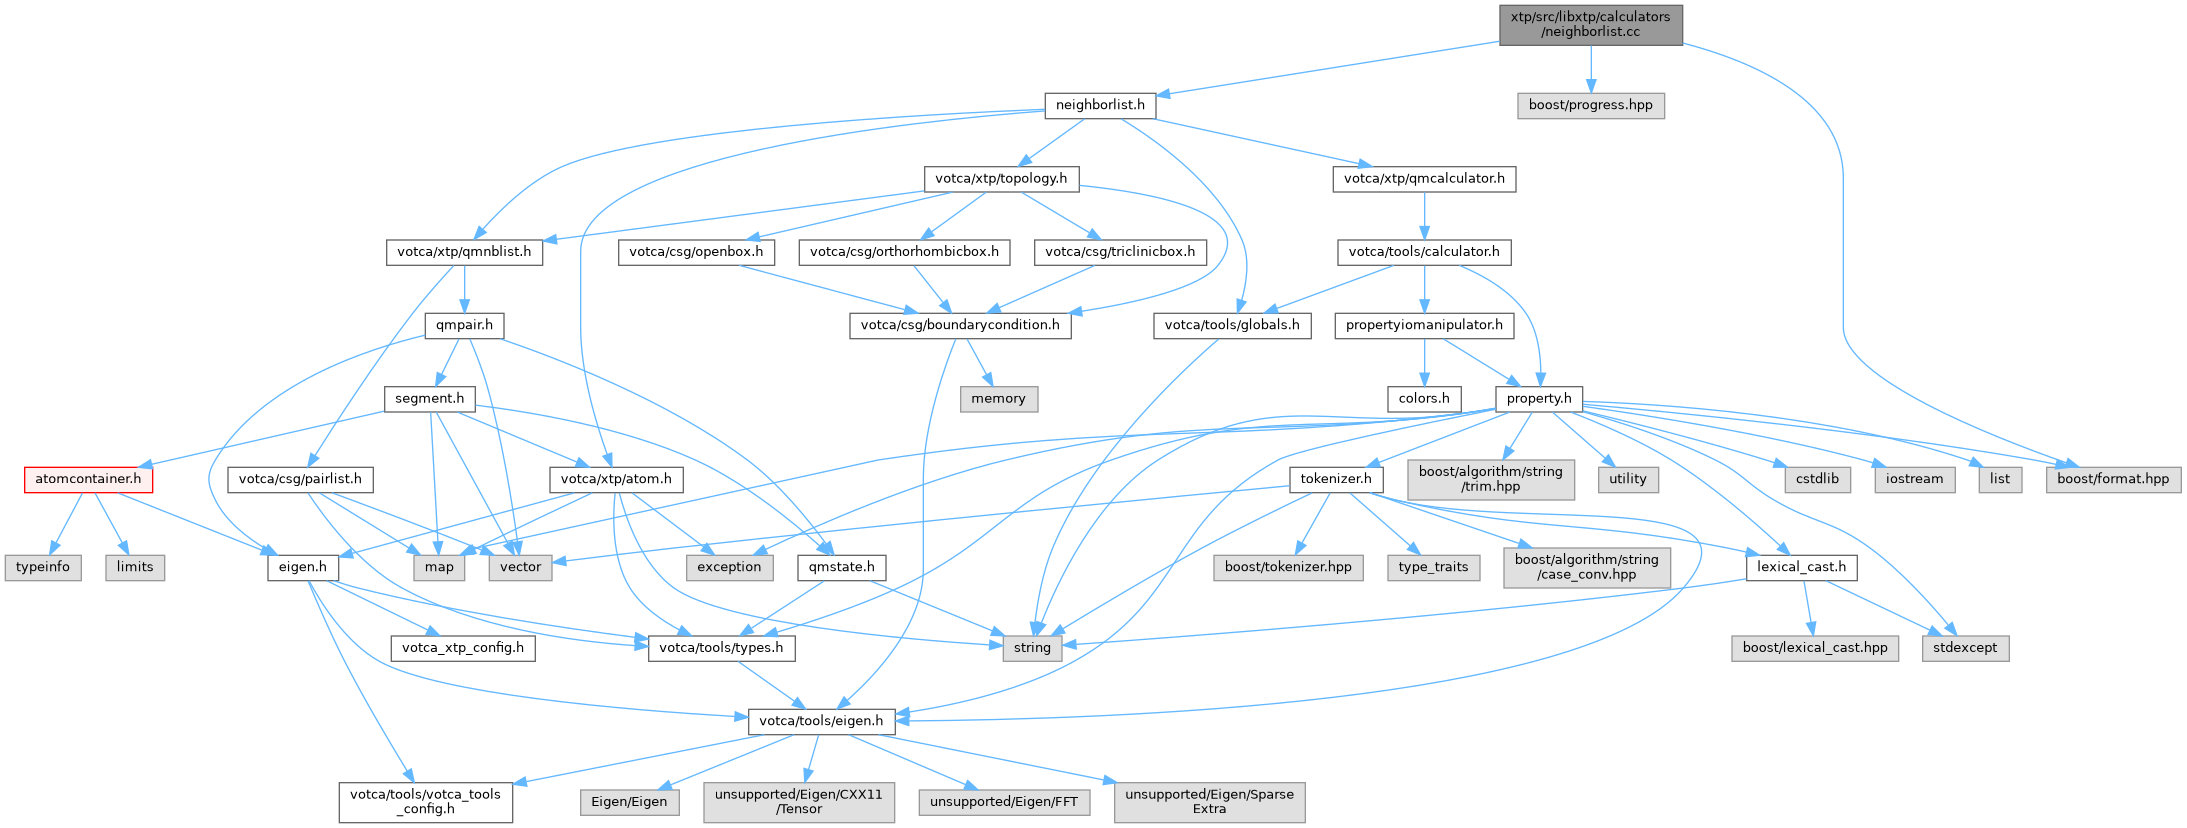 xtp/src/libxtp/calculators
/neighborlist.cc
neighborlist.h
boost/progress.hpp
votca/xtp/topology.h
votca/xtp/qmcalculator.h
votca/xtp/qmnblist.h
votca/csg/openbox.h
votca/csg/orthorhombicbox.h
votca/csg/triclinicbox.h
votca/tools/calculator.h
qmpair.h
votca/csg/boundarycondition.h
votca/tools/globals.h
propertyiomanipulator.h
segment.h
memory
colors.h
property.h
atomcontainer.h
votca/csg/pairlist.h
votca/xtp/atom.h
tokenizer.h
boost/algorithm/string
/trim.hpp
utility
cstdlib
iostream
list
boost/format.hpp
typeinfo
limits
eigen.h
map
vector
exception
qmstate.h
boost/tokenizer.hpp
type_traits
boost/algorithm/string
/case_conv.hpp
lexical_cast.h
votca_xtp_config.h
votca/tools/types.h
string
boost/lexical_cast.hpp
stdexcept
votca/tools/eigen.h
votca/tools/votca_tools
_config.h
Eigen/Eigen
unsupported/Eigen/CXX11
/Tensor
unsupported/Eigen/FFT
unsupported/Eigen/Sparse
Extra